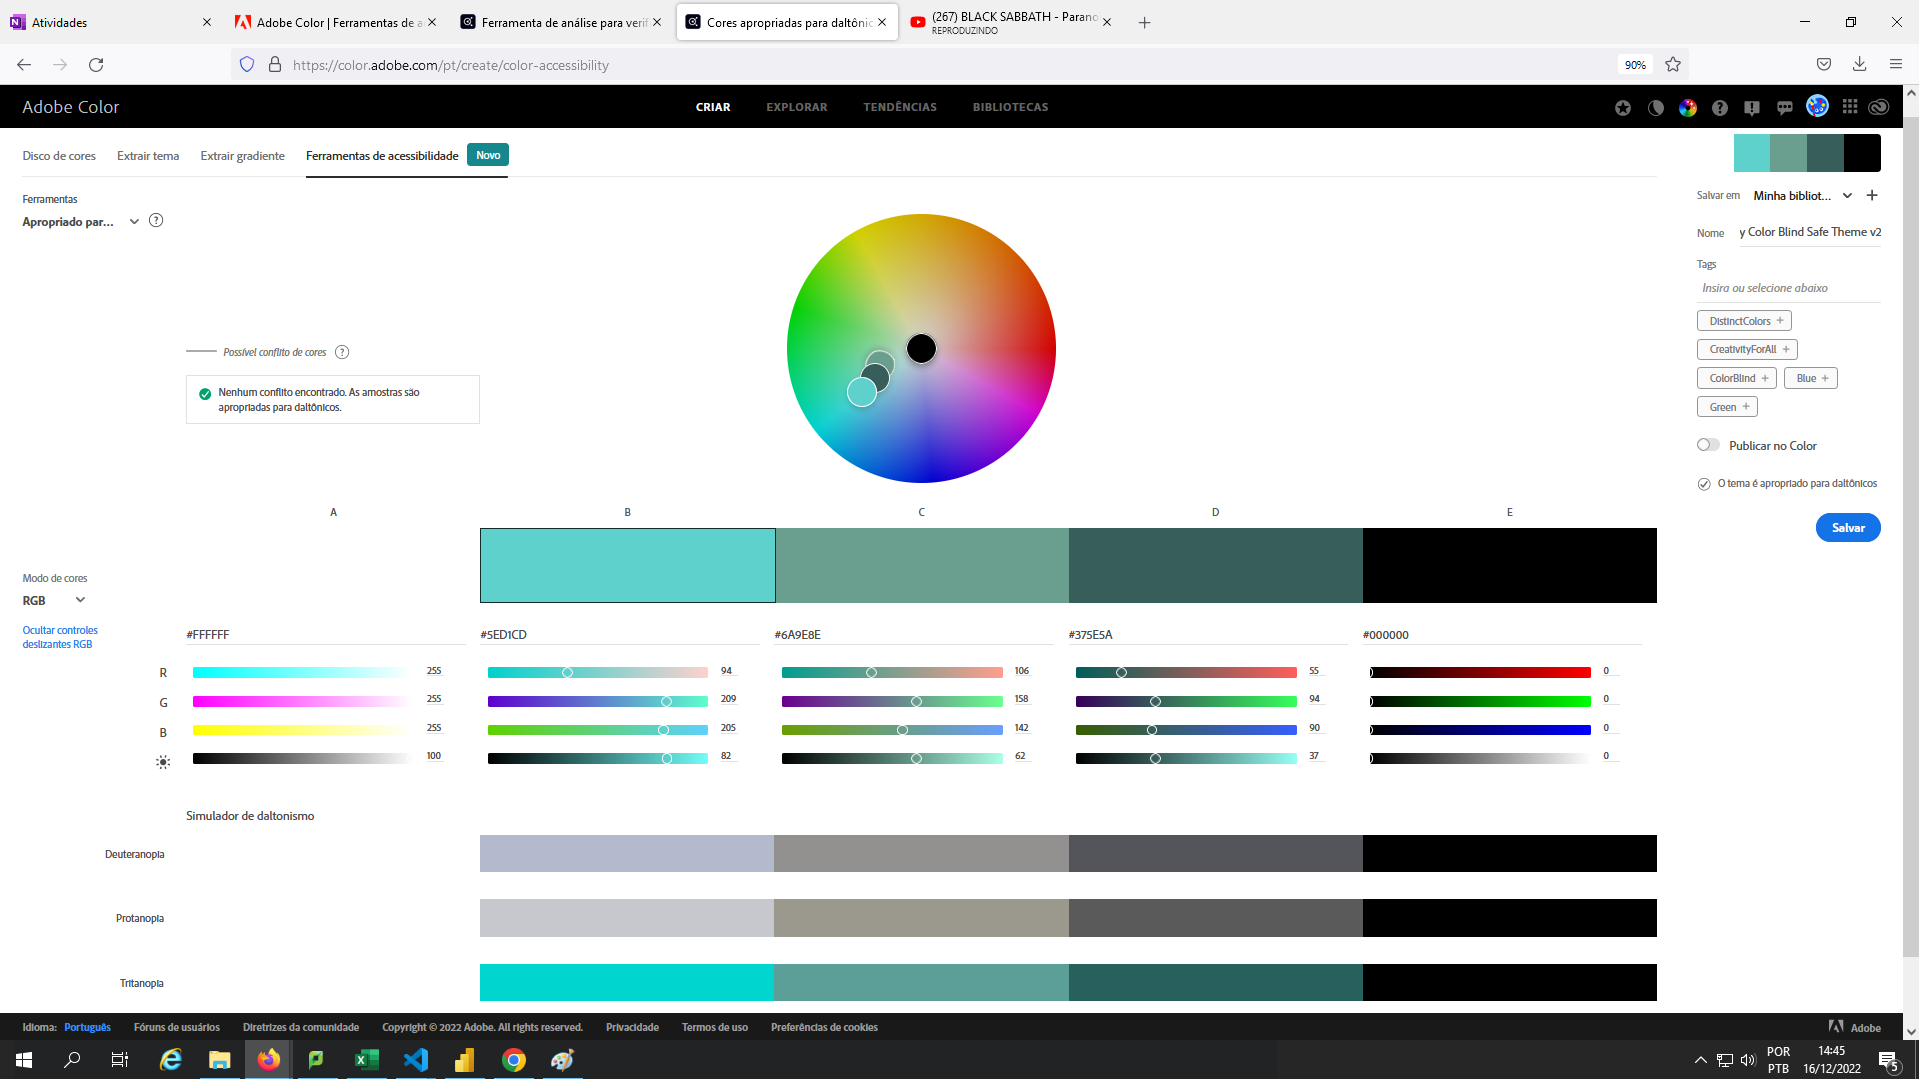 Atividades
Adobe Color | Ferramentas de a
Ferramenta de análise para verif
Cores apropriadas para daltônic
(267) BLACK SABBATH - Parano
REPRODUZINDO
https://color.adobe.com/pt/create/color-accessibility
90%
Adobe Color
CRIAR
EXPLORAR
TENDÊNCIAS
BIBLIOTECAS
Disco de cores
Extrair tema
Extrair gradiente
Ferramentas de acessibilidade
Novo
Ferramentas
Apropriado par...
Salvar em
Minha bibliot...
Nome
y Color Blind Safe Theme v2
Tags
Insira ou selecione abaixo
DistinctColors +
CreativityForAll +
ColorBlind +
Blue +
Green +
Publicar no Color
O tema é apropriado para daltônicos
Salvar
Possível conflito de cores
Nenhum conflito encontrado. As amostras são
apropriadas para daltônicos.
A
B
C
D
E
Modo de cores
RGB
Ocultar controles
deslizantes RGB
#FFFFFF
#5ED1CD
#6A9E8E
#375E5A
#000000
R
255
94
106
55
0
G
255
209
158
94
0
B
255
205
142
90
0
100
82
62
37
0
Simulador de daltonismo
Deuteranopia
Protanopia
Tritanopia
Idioma: Português
Fóruns de usuários
Diretrizes da comunidade
Copyright © 2022 Adobe. All rights reserved.
Privacidade
Termos de uso
Preferências de cookies
Adobe
POR
PTB
14:45
16/12/2022
5